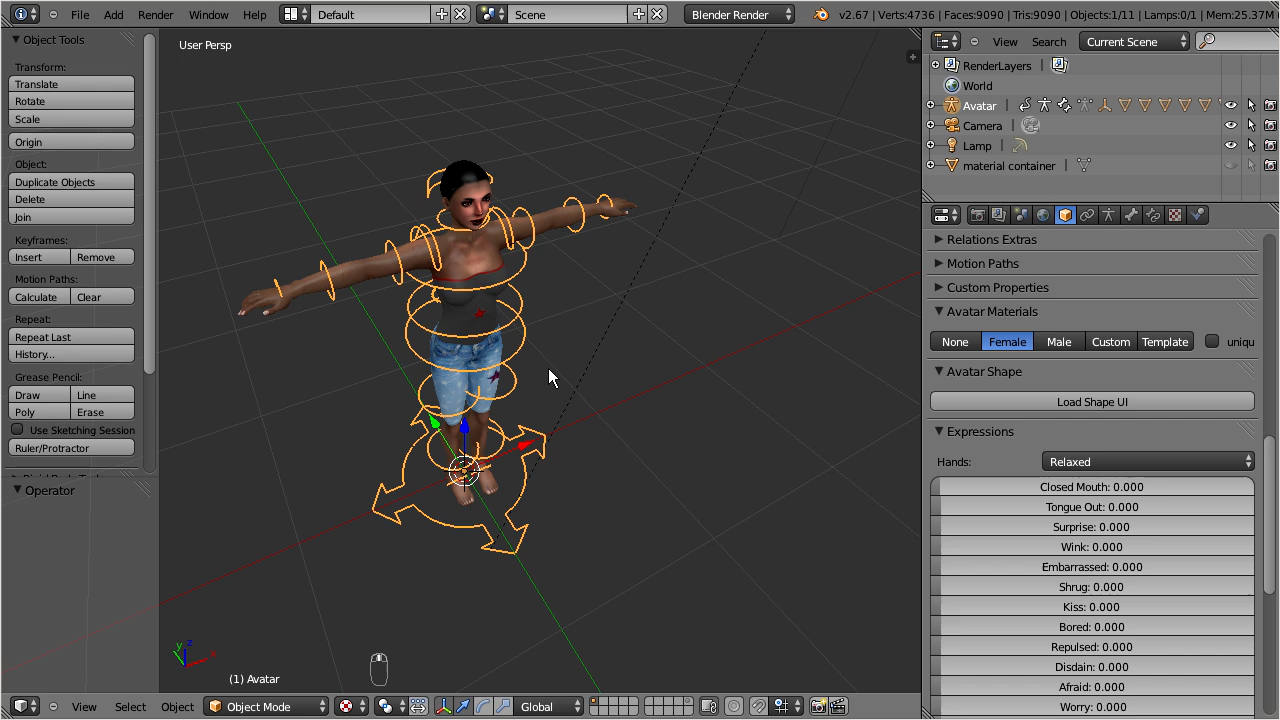 File Add Render Window Help Default Scene Blender Render v2.67 | Verts:4736 | Faces:9090 | Tris:9090 | Objects:1/11 | Lamps:0/1 | Mem:25.37M
Object Tools
Transform:
Translate
Rotate
Scale
Origin
Object:
Duplicate Objects
Delete
Join
Keyframes:
Insert Remove
Motion Paths:
Calculate Clear
Repeat:
Repeat Last
History...
Grease Pencil:
Draw Line
Poly Erase
Use Sketching Session
Ruler/Protractor
Operator
User Persp
y z x
(1) Avatar
View Select Object Object Mode Global
View Search Current Scene
RenderLayers |
World
Avatar |
Camera |
Lamp |
material container |
Relations Extras
Motion Paths
Custom Properties
Avatar Materials
None Female Male Custom Template uniqu
Avatar Shape
Load Shape UI
Expressions
Hands: Relaxed
Closed Mouth: 0.000
Tongue Out: 0.000
Surprise: 0.000
Wink: 0.000
Embarrassed: 0.000
Shrug: 0.000
Kiss: 0.000
Bored: 0.000
Repulsed: 0.000
Disdain: 0.000
Afraid: 0.000
Worry: 0.000